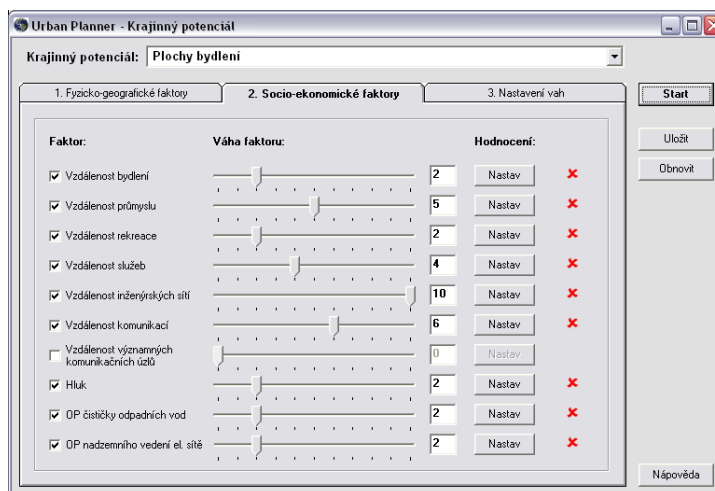 Urban Planner - Krajinný potenciál
Krajinný potenciál: Plochy bydlení
1. Fyzicko-geografické faktory 2. Socio-ekonomické faktory 3. Nastavení vah
Start
Faktor: Váha faktoru: Hodnocení:
Uložit
Vzdálenost bydlení 2 Nastav
Obnovit
Vzdálenost průmyslu 5 Nastav
Vzdálenost rekreace 2 Nastav
Vzdálenost služeb 4 Nastav
Vzdálenost inženýrských sítí 10 Nastav
Vzdálenost komunikací 6 Nastav
Vzdálenost významných
komunikačních úzlů 0 Nastav
Hluk 2 Nastav
OP čističky odpadních vod 2 Nastav
OP nadzemního vedení el. sítě 2 Nastav
Nápověda